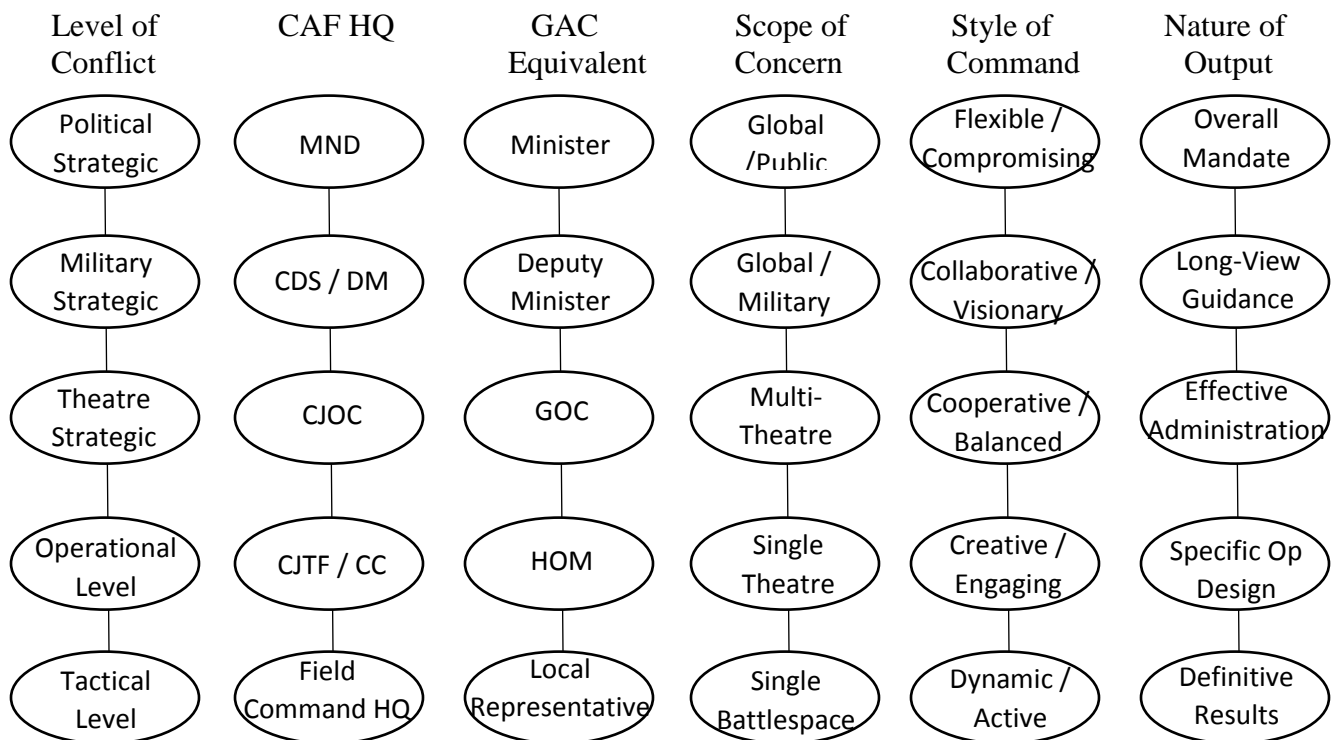 Level of Conflict
CAF HQ
GAC Equivalent
Scope of Concern
Style of Command
Nature of Output
Political Strategic
MND
Minister
Global /Public
Flexible / Compromising
Overall Mandate
Military Strategic
CDS / DM
Deputy Minister
Global / Military
Collaborative / Visionary
Long-View Guidance
Theatre Strategic
CJOC
GOC
Multi- Theatre
Cooperative / Balanced
Effective Administration
Operational Level
CJTF / CC
HOM
Single Theatre
Creative / Engaging
Specific Op Design
Tactical Level
Field Command HQ
Local Representative
Single Battlespace
Dynamic / Active
Definitive Results